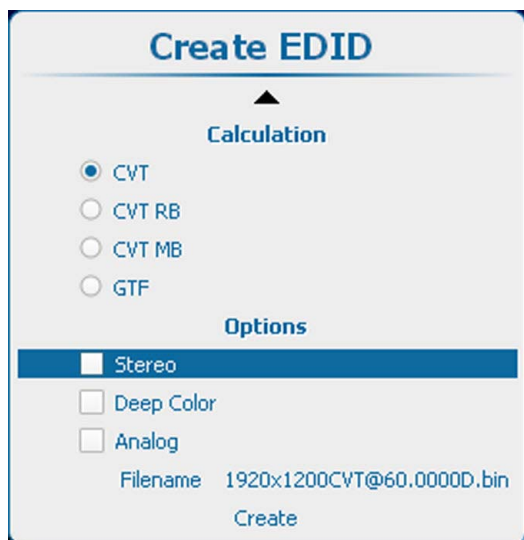 Create EDID
Calculation
CVT
CVT RB
CVT MB
GTF
Options
Stereo
Deep Color
Analog
Filename 1920x1200CVT@60.0000D.bin
Create